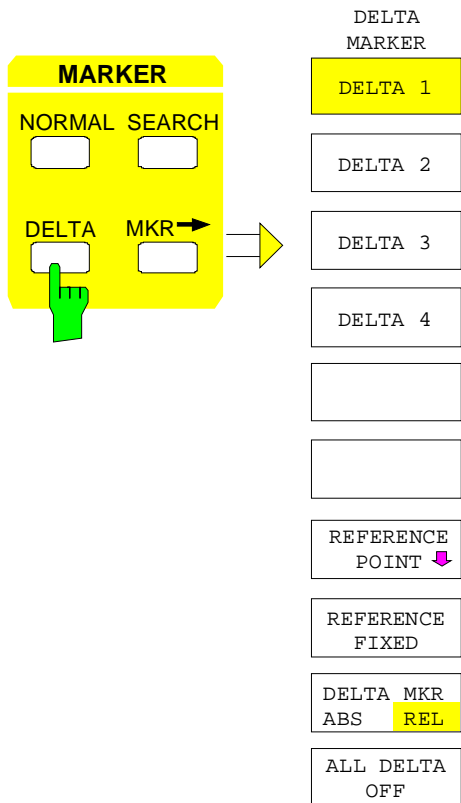 MARKER
NORMAL SEARCH
DELTA MKR
DELTA
MARKER
DELTA 1
DELTA 2
DELTA 3
DELTA 4
REFERENCE
POINT
REFERENCE
FIXED
DELTA MKR
ABS REL
ALL DELTA
OFF